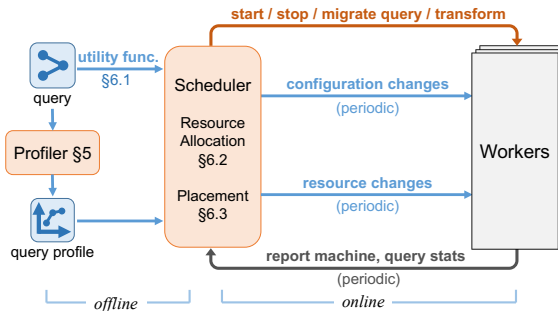 start / stop / migrate query / transform
utility func.
§6.1
query
Scheduler
Resource
Allocation
§6.2
Placement
§6.3
configuration changes
(periodic)
Workers
Profiler §5
resource changes
(periodic)
query profile
report machine, query stats
(periodic)
offline
online